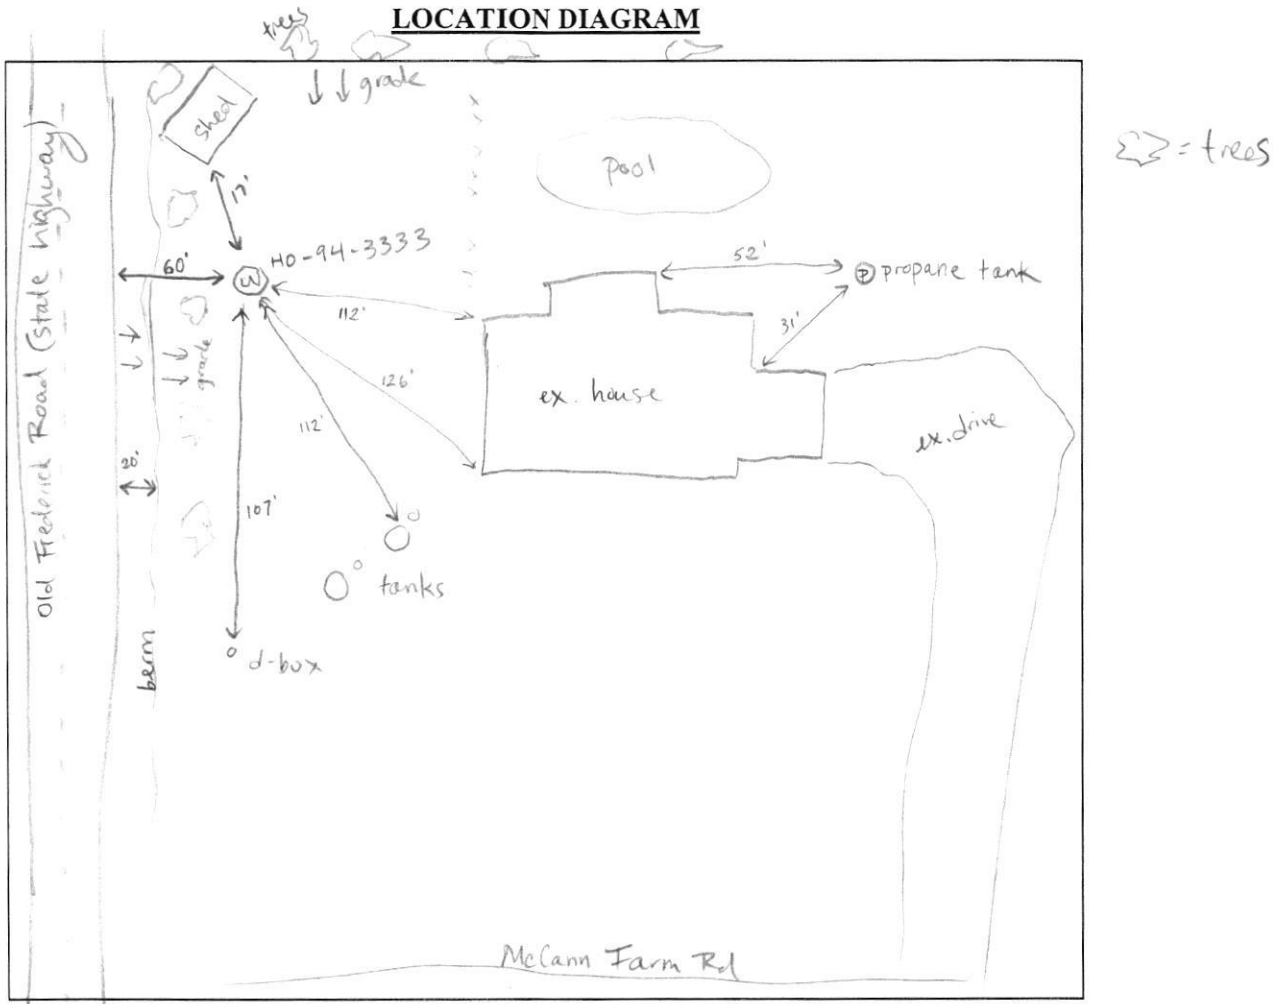 LOCATION DIAGRAM
trees
grade
shed
Pool
= trees
Old Frederick Road (state highway)
60'
W
HO-94-3333
52'
P
propane tank
112'
31'
grade
126'
ex. house
ex. drive
112'
20'
107'
tanks
d-box
berm
McCann Farm Rd